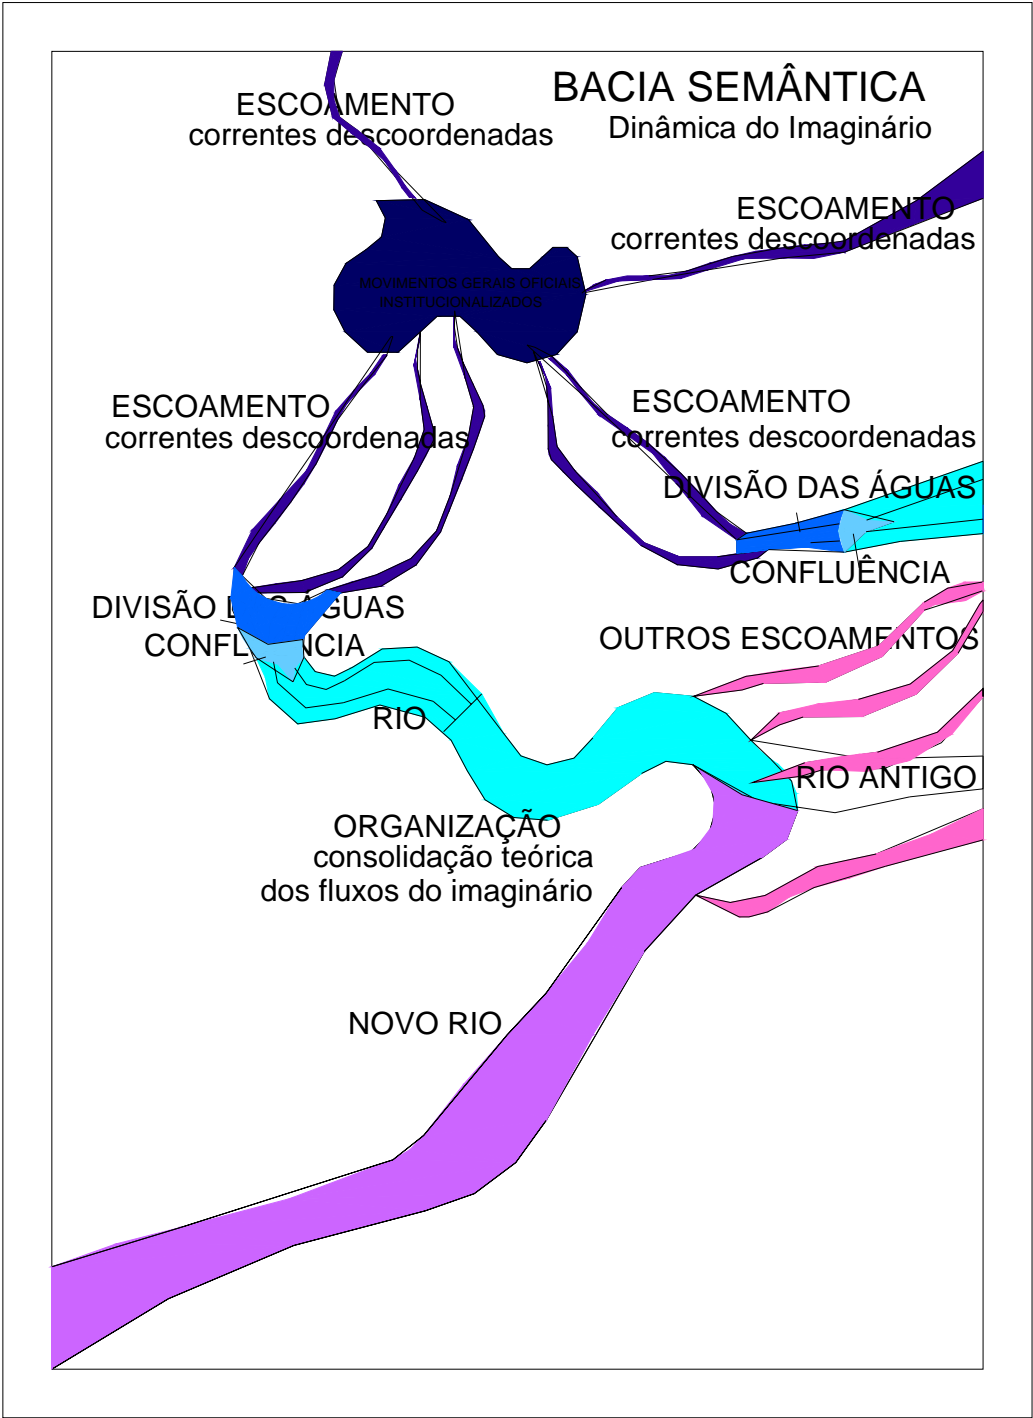 BACIA SEMÂNTICA
Dinâmica do Imaginário
ESCOAMENTO
correntes descoordenadas
ESCOAMENTO
correntes descoordenadas
MOVIMENTOS GERAIS OFICIAIS
INSTITUCIONALIZADOS
ESCOAMENTO
correntes descoordenadas
ESCOAMENTO
correntes descoordenadas
DIVISÃO DAS ÁGUAS
CONFLUÊNCIA
DIVISÃO DAS ÁGUAS
CONFLUÊNCIA
OUTROS ESCOAMENTOS
RIO
RIO ANTIGO
ORGANIZAÇÃO
consolidação teórica
dos fluxos do imaginário
NOVO RIO